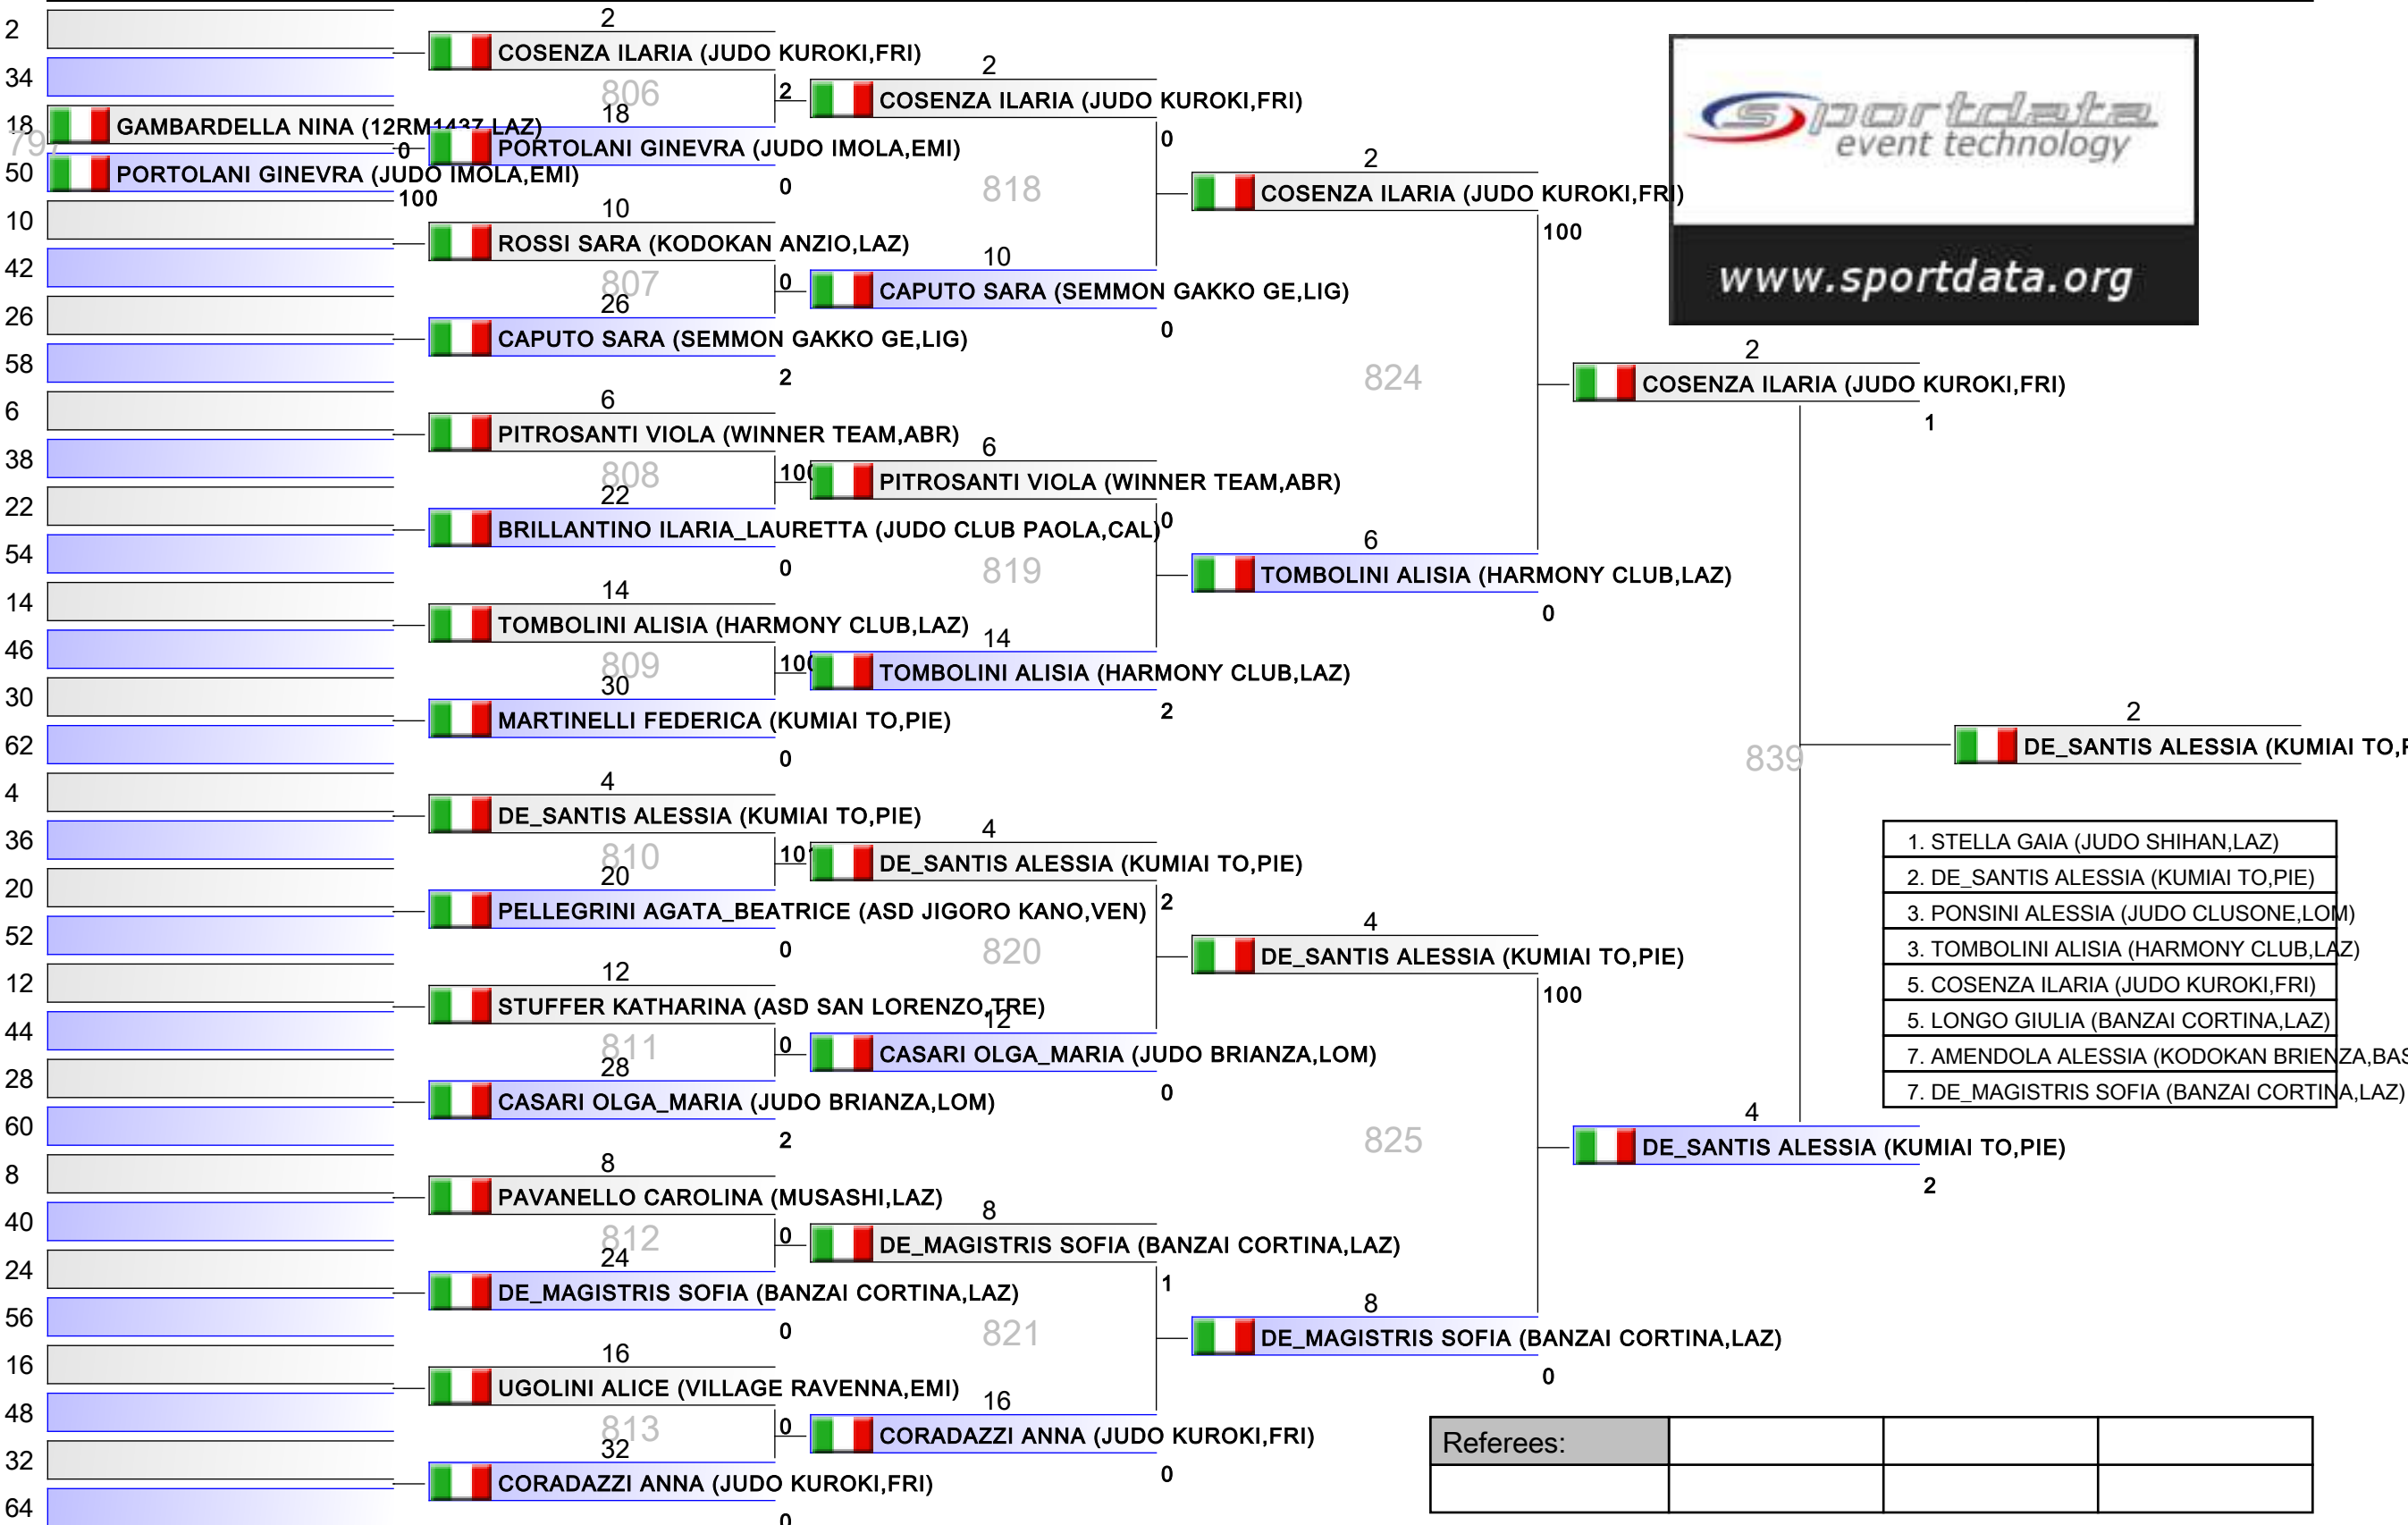 2
34
18
GAMBARDELLA NINA (12RM1437,LAZ)
0
797
50
PORTOLANI GINEVRA (JUDO IMOLA,EMI)
100
10
42
26
58
6
38
22
54
14
46
30
62
4
36
20
52
12
44
28
60
8
40
24
56
16
48
32
64
2
COSENZA ILARIA (JUDO KUROKI,FRI)
2
806
18
PORTOLANI GINEVRA (JUDO IMOLA,EMI)
0
10
ROSSI SARA (KODOKAN ANZIO,LAZ)
0
807
26
CAPUTO SARA (SEMMON GAKKO GE,LIG)
2
6
PITROSANTI VIOLA (WINNER TEAM,ABR)
100
808
22
BRILLANTINO ILARIA_LAURETTA (JUDO CLUB PAOLA,CAL)
0
14
TOMBOLINI ALISIA (HARMONY CLUB,LAZ)
100
809
30
MARTINELLI FEDERICA (KUMIAI TO,PIE)
0
4
DE_SANTIS ALESSIA (KUMIAI TO,PIE)
101
810
20
PELLEGRINI AGATA_BEATRICE (ASD JIGORO KANO,VEN)
0
12
STUFFER KATHARINA (ASD SAN LORENZO,TRE)
0
811
28
CASARI OLGA_MARIA (JUDO BRIANZA,LOM)
2
8
PAVANELLO CAROLINA (MUSASHI,LAZ)
0
812
24
DE_MAGISTRIS SOFIA (BANZAI CORTINA,LAZ)
0
16
UGOLINI ALICE (VILLAGE RAVENNA,EMI)
0
813
32
CORADAZZI ANNA (JUDO KUROKI,FRI)
0
2
COSENZA ILARIA (JUDO KUROKI,FRI)
0
818
10
CAPUTO SARA (SEMMON GAKKO GE,LIG)
0
6
PITROSANTI VIOLA (WINNER TEAM,ABR)
0
819
14
TOMBOLINI ALISIA (HARMONY CLUB,LAZ)
2
4
DE_SANTIS ALESSIA (KUMIAI TO,PIE)
2
820
12
CASARI OLGA_MARIA (JUDO BRIANZA,LOM)
0
8
DE_MAGISTRIS SOFIA (BANZAI CORTINA,LAZ)
1
821
16
CORADAZZI ANNA (JUDO KUROKI,FRI)
0
2
COSENZA ILARIA (JUDO KUROKI,FRI)
100
824
6
TOMBOLINI ALISIA (HARMONY CLUB,LAZ)
0
4
DE_SANTIS ALESSIA (KUMIAI TO,PIE)
100
825
8
DE_MAGISTRIS SOFIA (BANZAI CORTINA,LAZ)
0
sportdata
event technology
www.sportdata.org
2
COSENZA ILARIA (JUDO KUROKI,FRI)
1
839
4
DE_SANTIS ALESSIA (KUMIAI TO,PIE)
2
2
DE_SANTIS ALESSIA (KUMIAI TO,
1. STELLA GAIA (JUDO SHIHAN,LAZ)
2. DE_SANTIS ALESSIA (KUMIAI TO,PIE)
3. PONSINI ALESSIA (JUDO CLUSONE,LOM)
3. TOMBOLINI ALISIA (HARMONY CLUB,LAZ)
5. COSENZA ILARIA (JUDO KUROKI,FRI)
5. LONGO GIULIA (BANZAI CORTINA,LAZ)
7. AMENDOLA ALESSIA (KODOKAN BRIENZA,BAS
7. DE_MAGISTRIS SOFIA (BANZAI CORTINA,LAZ)
Referees: